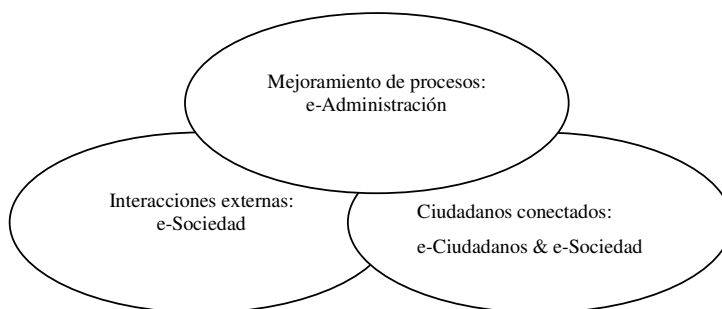 Mejoramiento de procesos:
e-Administración
Interacciones externas:
e-Sociedad
Ciudadanos conectados:
e-Ciudadanos & e-Sociedad